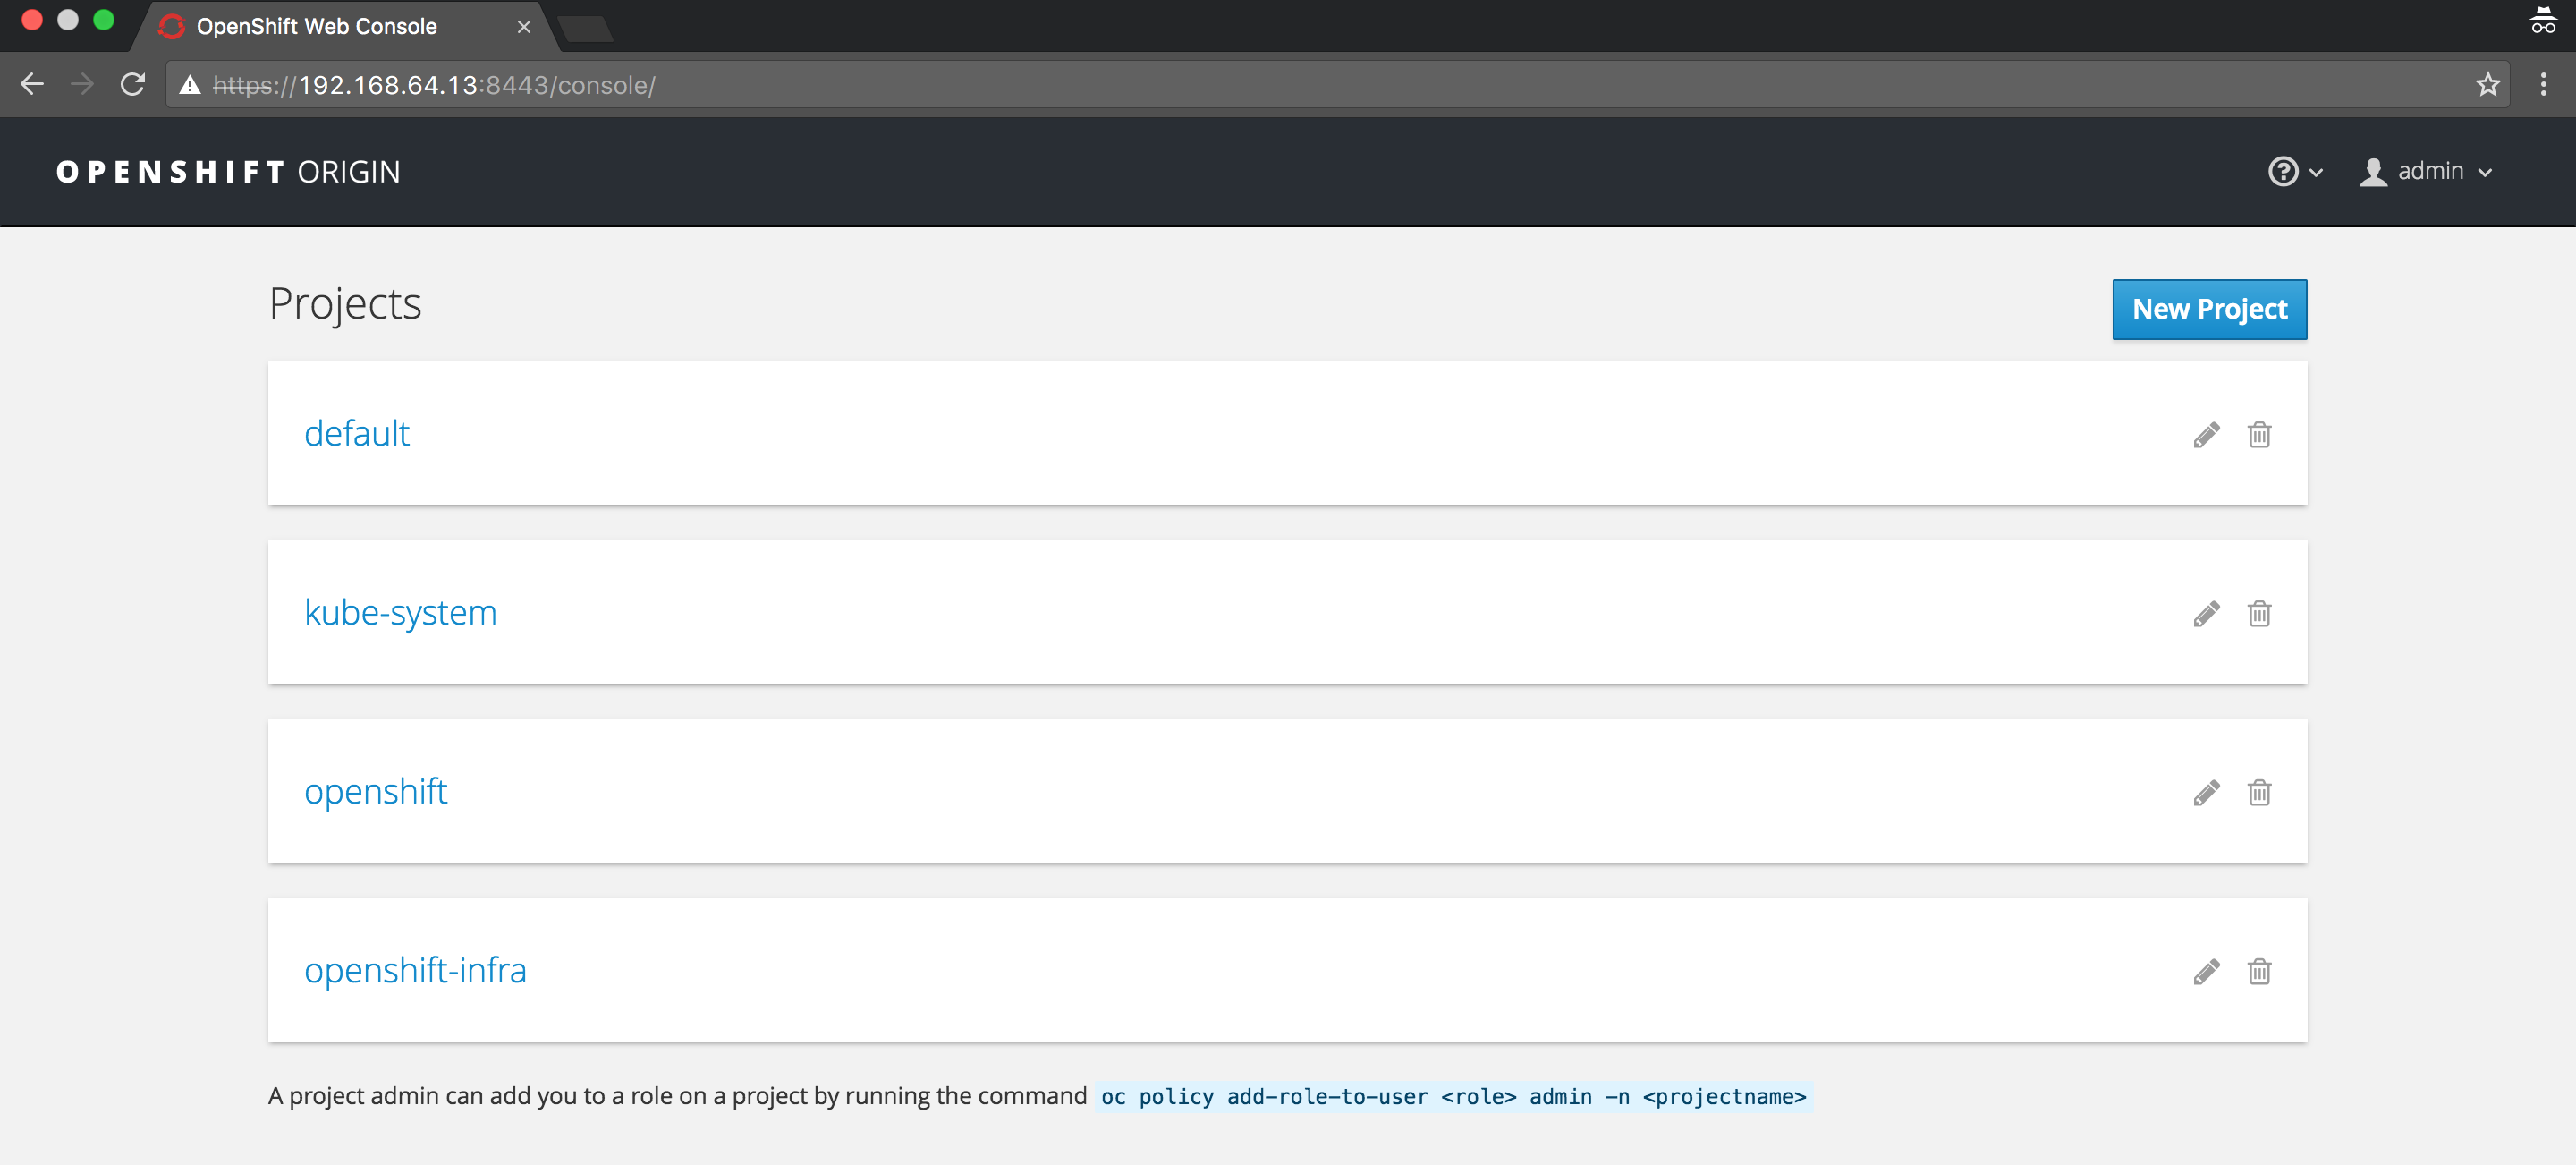 OpenShift Web Console
https://192.168.64.13:8443/console/
OPENSHIFT ORIGIN
admin
Projects
New Project
default
kube-system
openshift
openshift-infra
A project admin can add you to a role on a project by running the command oc policy add-role-to-user <role> admin -n <projectname>